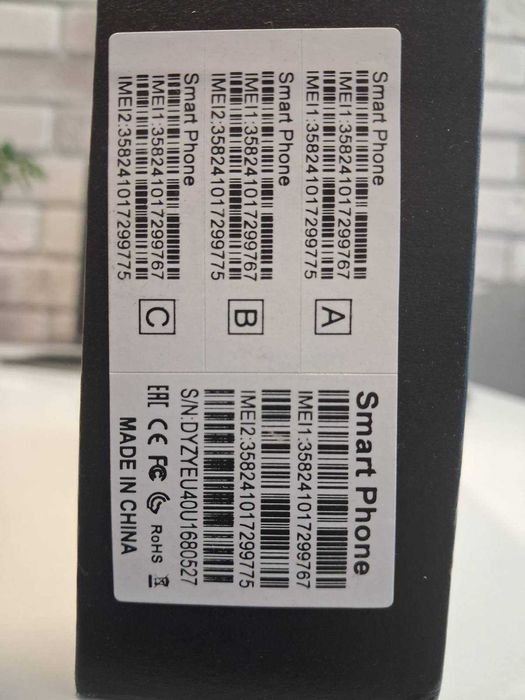 Smart Phone
IMEI1:358241017299767
IMEI2:358241017299775
A
Smart Phone
IMEI1:358241017299767
IMEI2:358241017299775
B
Smart Phone
IMEI1:358241017299767
IMEI2:358241017299775
C
Smart Phone
IMEI1:358241017299767
IMEI2:358241017299775
S/N:DYZYEU40U1680527
EAC CE FC RoHS
MADE IN CHINA